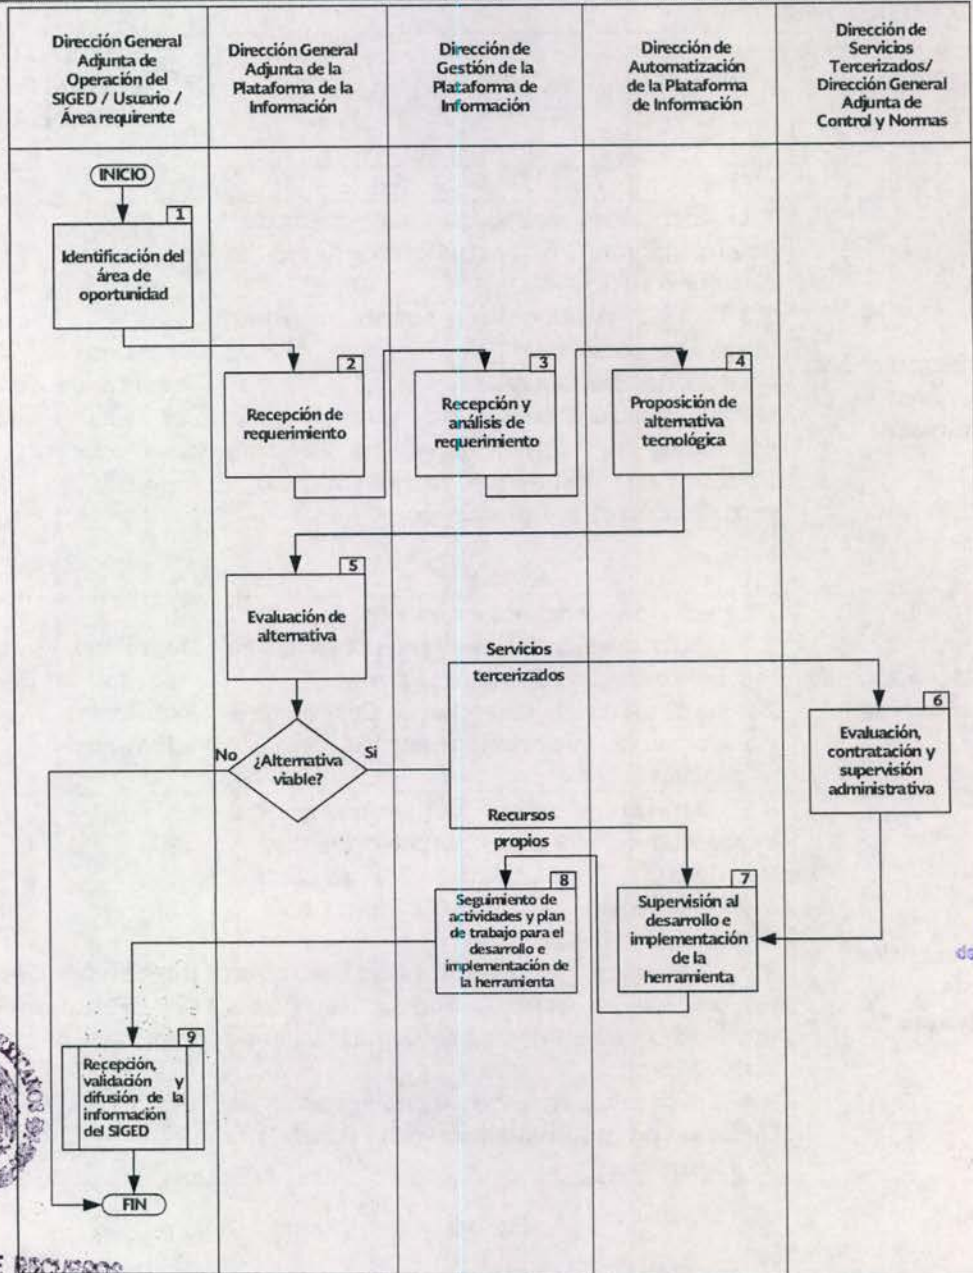 Dirección General
Adjunta de
Operación del
SIGED / Usuario /
Área requirente
Dirección General
Adjunta de la
Plataforma de la
Información
Dirección de
Gestión de la
Plataforma de
Información
Dirección de
Automatización
de la Plataforma
de Información
Dirección de
Servicios
Tercerizados/
Dirección General
Adjunta de
Control y Normas
INICIO
1
Identificación del
área de
oportunidad
2
Recepción de
requerimiento
3
Recepción y
análisis de
requerimiento
4
Proposición de
alternativa
tecnológica
5
Evaluación de
alternativa
Servicios
tercerizados
6
Evaluación,
contratación y
supervisión
administrativa
No
¿Alternativa
viable?
Si
Recursos
propios
8
Seguimiento de
actividades y plan
de trabajo para el
desarrollo e
implementación de
la herramienta
7
Supervisión al
desarrollo e
implementación
de la
herramienta
9
Recepción,
validación y
difusión de la
información
del SIGED
FIN